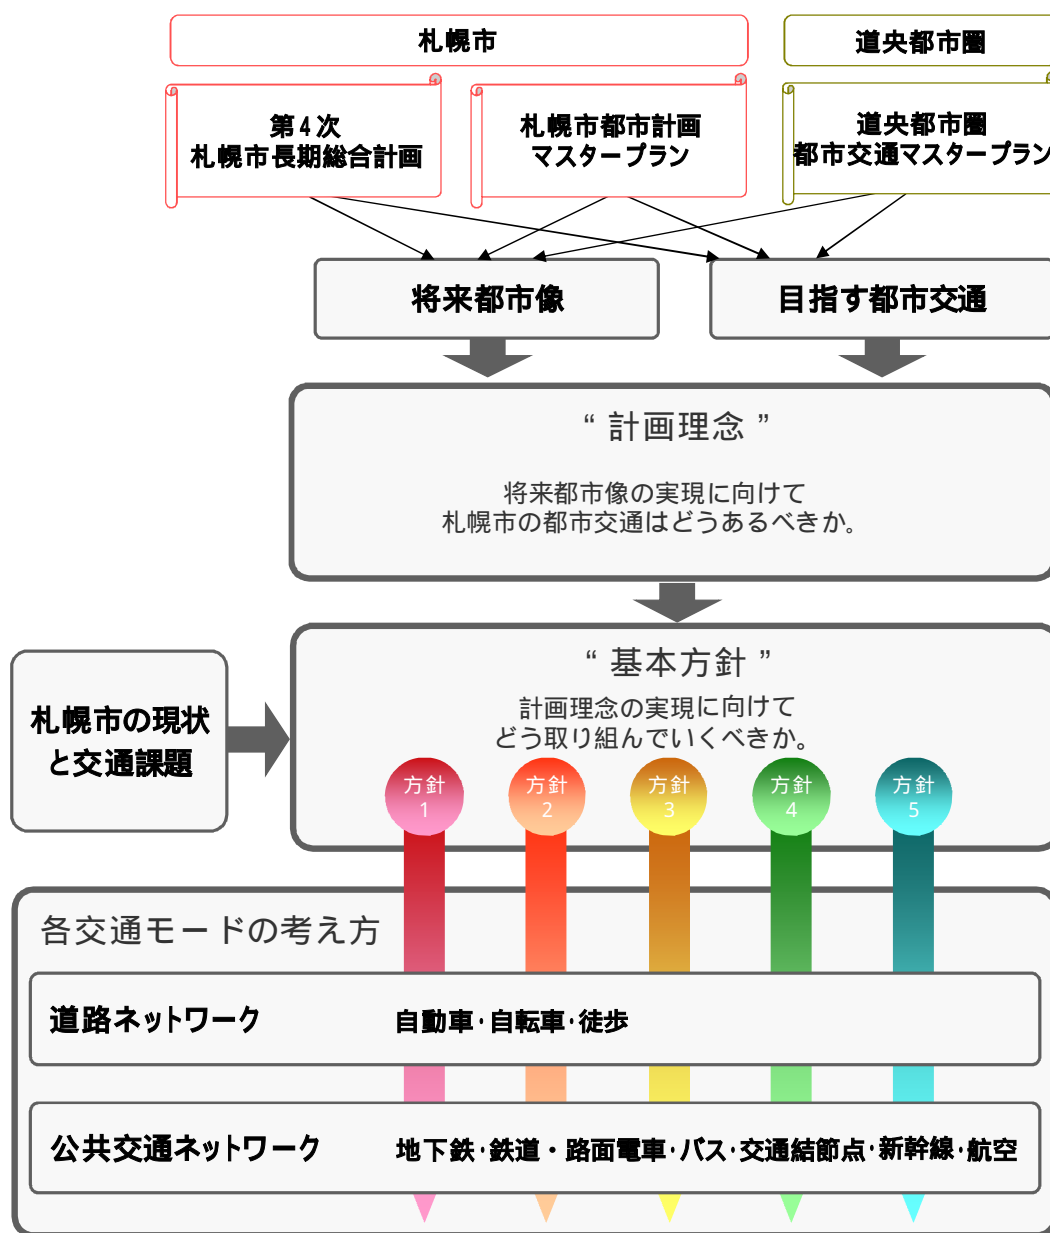 札幌市
道央都市圏
第4次
札幌市長期総合計画
札幌市都市計画
マスタープラン
道央都市圏
都市交通マスタープラン
将来都市像
目指す都市交通
“ 計画理念 ”
将来都市像の実現に向けて
札幌市の都市交通はどうあるべきか。
“ 基本方針 ”
計画理念の実現に向けて
どう取り組んでいくべきか。
札幌市の現状
と交通課題
方針
1
方針
2
方針
3
方針
4
方針
5
各交通モードの考え方
道路ネットワーク
自動車・自転車・徒歩
公共交通ネットワーク
地下鉄・鉄道・路面電車・バス・交通結節点・新幹線・航空